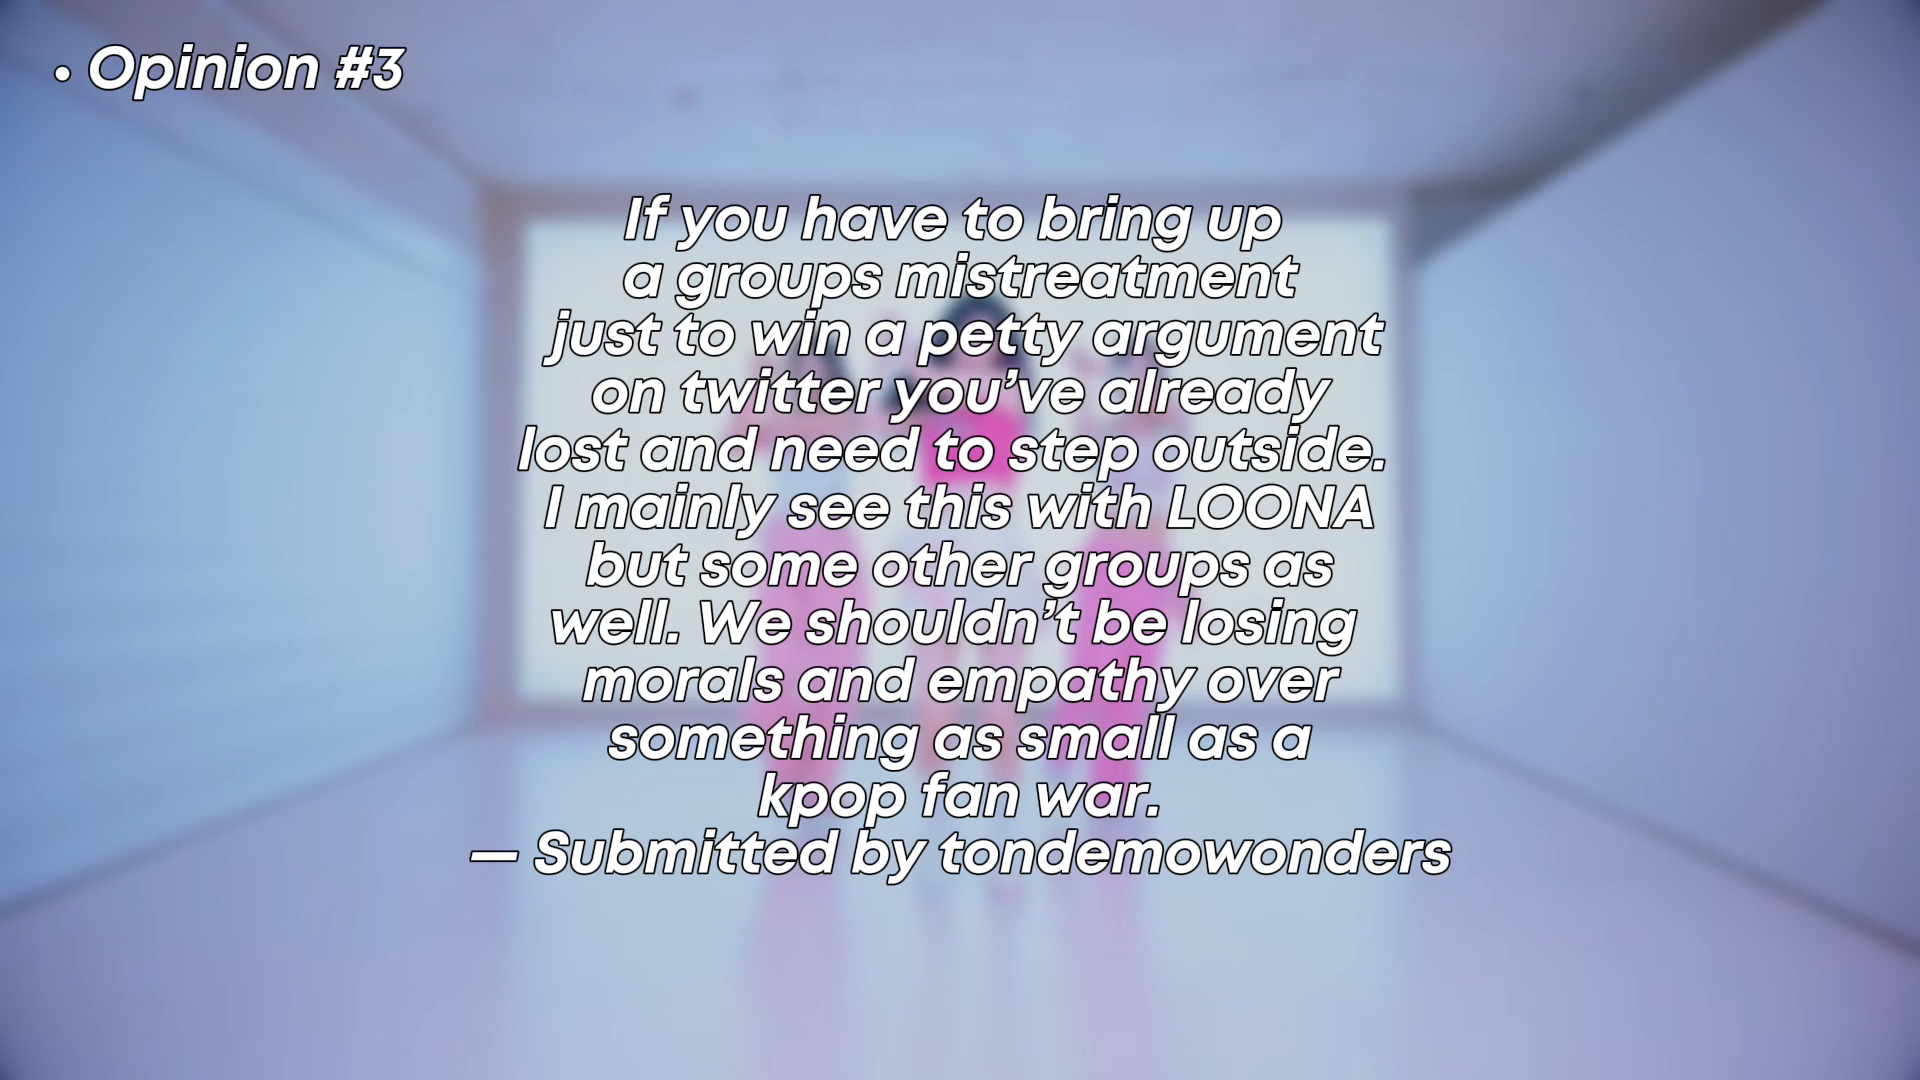 • Opinion #3
If you have to bring up
a groups mistreatment
just to win a petty argument
on twitter you’ve already
lost and need to step outside.
I mainly see this with LOONA
but some other groups as
well. We shouldn’t be losing
morals and empathy over
something as small as a
kpop fan war.
— Submitted by tondemowonders